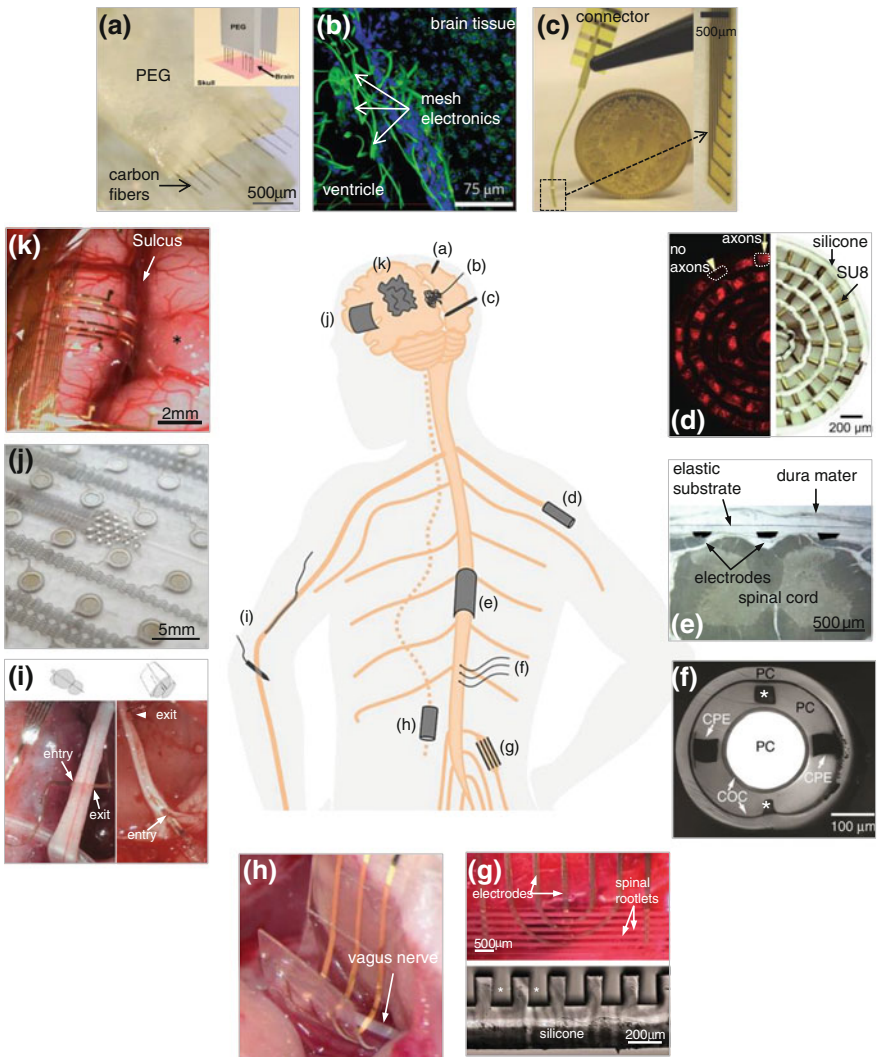 (a)
PEG
Brain
Skull
PEG
carbon
fibers
500μm
(b)
brain tissue
mesh
electronics
ventricle
75 μm
(c)
connector
500μm
(k)
Sulcus
*
2mm
(a)
(k)
(b)
(c)
(j)
(d)
(i)
(e)
(f)
(h)
(g)
axons
no
axons
silicone
SU8
(d)
200 μm
(j)
5mm
elastic
substrate
dura mater
electrodes
spinal cord
(e)
500μm
(i)
exit
entry
exit
entry
(f)
PC
*
PC
CPE
PC
CPE
COC
*
100 μm
(h)
vagus nerve
(g)
electrodes
spinal
rootlets
500μm
* *
silicone
200μm